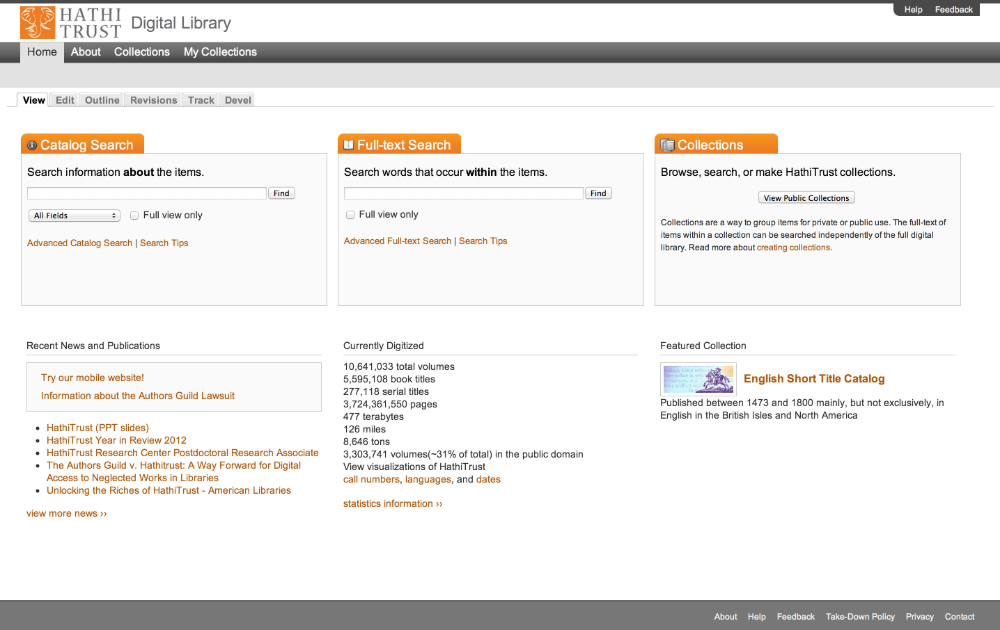 Help Feedback
HATHI
TRUST
Digital Library
Home About Collections My Collections
View Edit Outline Revisions Track Devel
Catalog Search
Search information about the items.
Find
All Fields Full view only
Advanced Catalog Search | Search Tips
Full-text Search
Search words that occur within the items.
Find
Full view only
Advanced Full-text Search | Search Tips
Collections
Browse, search, or make HathiTrust collections.
View Public Collections
Collections are a way to group items for private or public use. The full-text of
items within a collection can be searched independently of the full digital
library. Read more about creating collections.
Recent News and Publications
Try our mobile website!
Information about the Authors Guild Lawsuit
HathiTrust (PPT slides)
HathiTrust Year in Review 2012
HathiTrust Research Center Postdoctoral Research Associate
The Authors Guild v. Hathitrust: A Way Forward for Digital
Access to Neglected Works in Libraries
Unlocking the Riches of HathiTrust - American Libraries
view more news ››
Currently Digitized
10,641,033 total volumes
5,595,108 book titles
277,118 serial titles
3,724,361,550 pages
477 terabytes
126 miles
8,646 tons
3,303,741 volumes(~31% of total) in the public domain
View visualizations of HathiTrust
call numbers, languages, and dates
statistics information ››
Featured Collection
English Short Title Catalog
Published between 1473 and 1800 mainly, but not exclusively, in
English in the British Isles and North America
About Help Feedback Take-Down Policy Privacy Contact